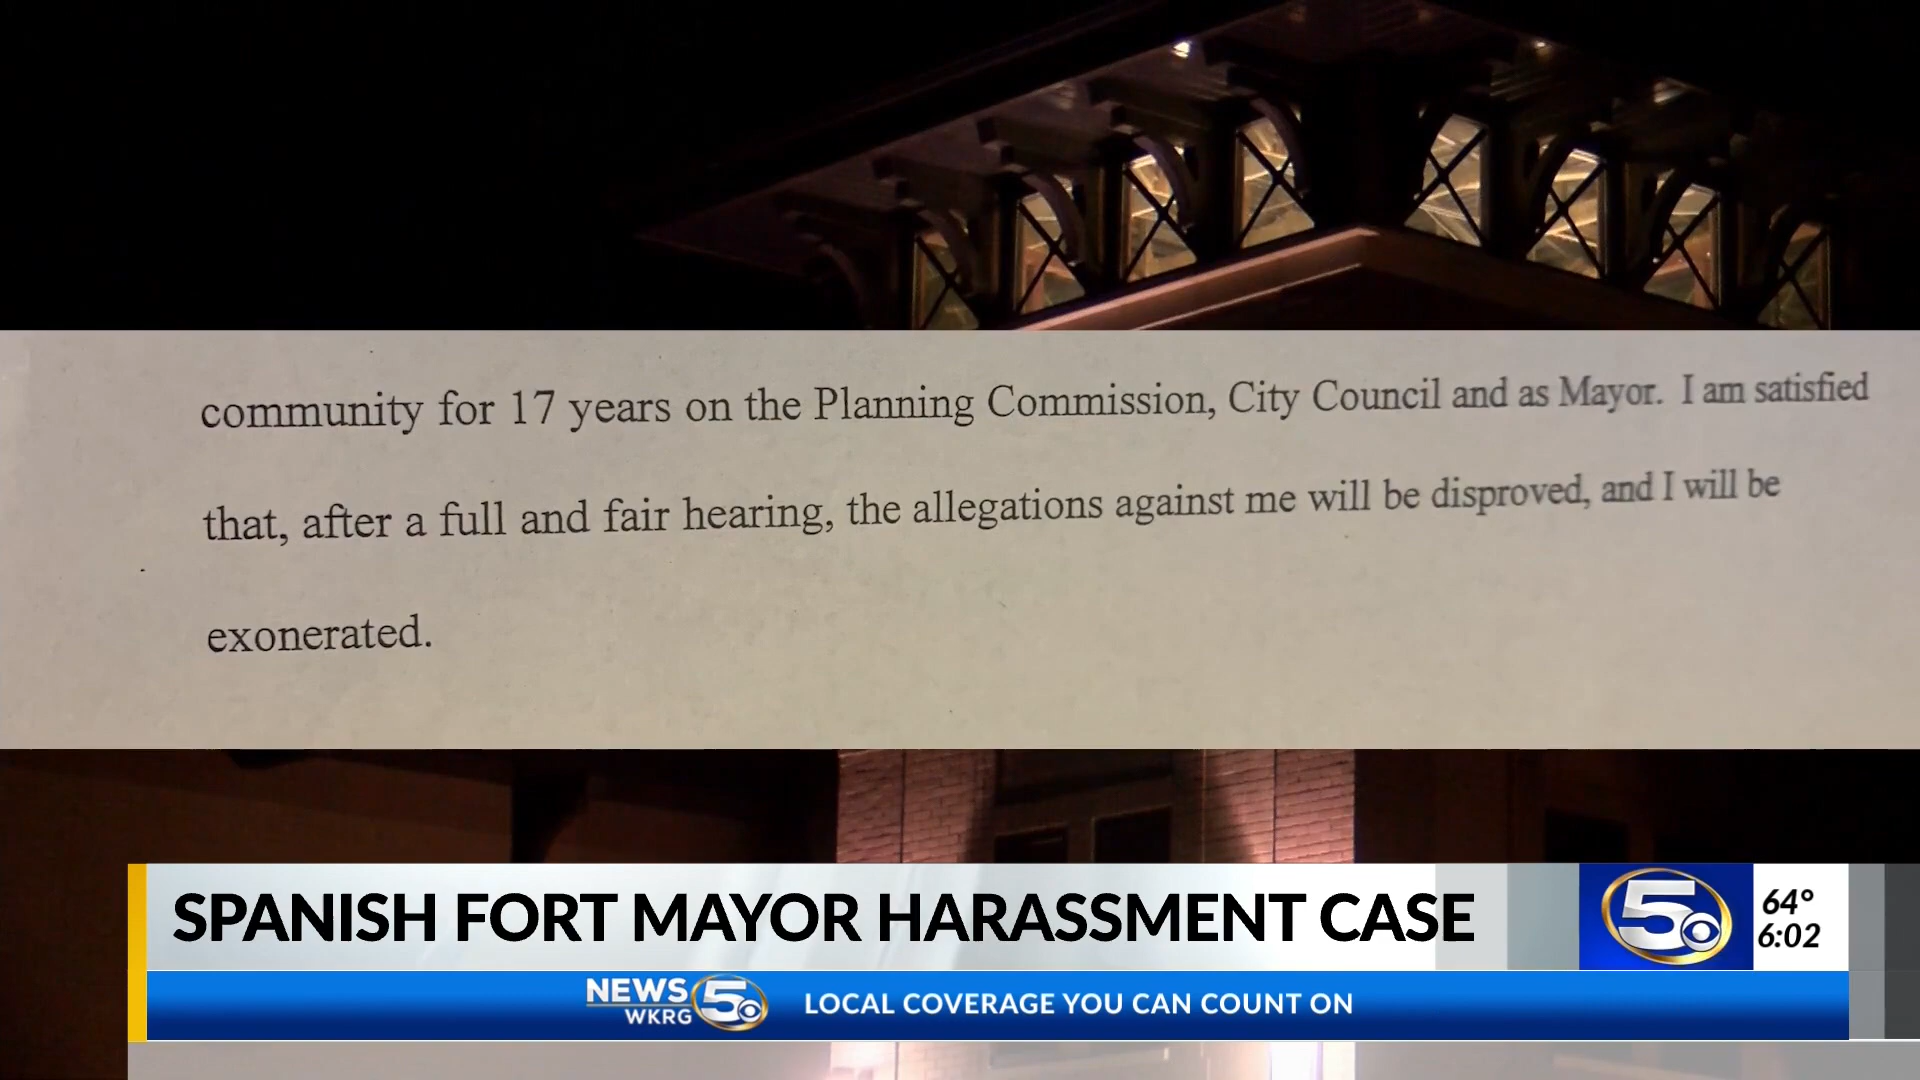 community for 17 years on the Planning Commission, City Council and as Mayor. I am satisfied
that, after a full and fair hearing, the allegations against me will be disproved, and I will be
exonerated.
SPANISH FORT MAYOR HARASSMENT CASE
5
64°
6:02
NEWS 5
WKRG
LOCAL COVERAGE YOU CAN COUNT ON